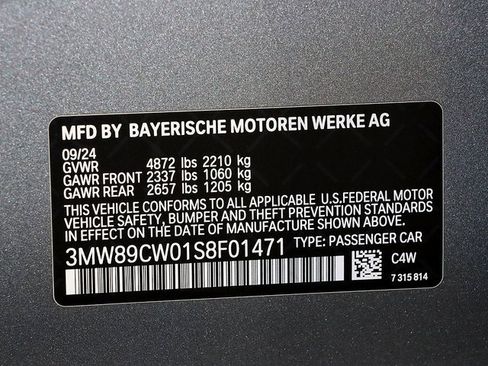 MFD BY BAYERISCHE MOTOREN WERKE AG
09/24
GVWR 4872 lbs 2210 kg
GAWR FRONT 2337 lbs 1060 kg
GAWR REAR 2657 lbs 1205 kg
THIS VEHICLE CONFORMS TO ALL APPLICABLE U.S.FEDERAL MOTOR
VEHICLE SAFETY, BUMPER AND THEFT PREVENTION STANDARDS
IN EFFECT ON THE DATE OF MANUFACTURE SHOWN ABOVE.
3MW89CW01S8F01471 TYPE: PASSENGER CAR
C4W
7 315 814